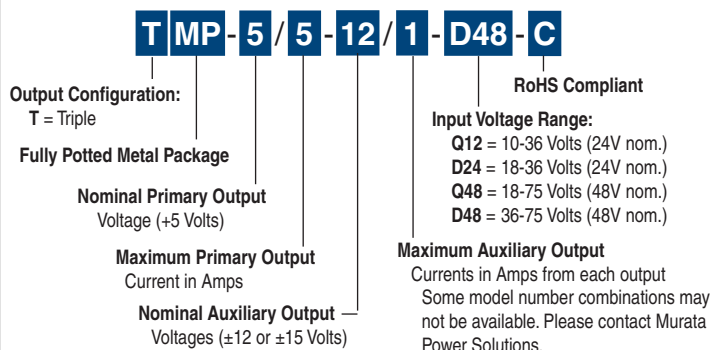 T MP - 5 / 5 - 12 / 1 - D48 - C
RoHS Compliant
Output Configuration:
T = Triple
Fully Potted Metal Package
Nominal Primary Output
Voltage (+5 Volts)
Maximum Primary Output
Current in Amps
Nominal Auxiliary Output
Voltages (±12 or ±15 Volts)
Input Voltage Range:
Q12 = 10-36 Volts (24V nom.)
D24 = 18-36 Volts (24V nom.)
Q48 = 18-75 Volts (48V nom.)
D48 = 36-75 Volts (48V nom.)
Maximum Auxiliary Output
Currents in Amps from each output
Some model number combinations may
not be available. Please contact Murata
Power Solutions.